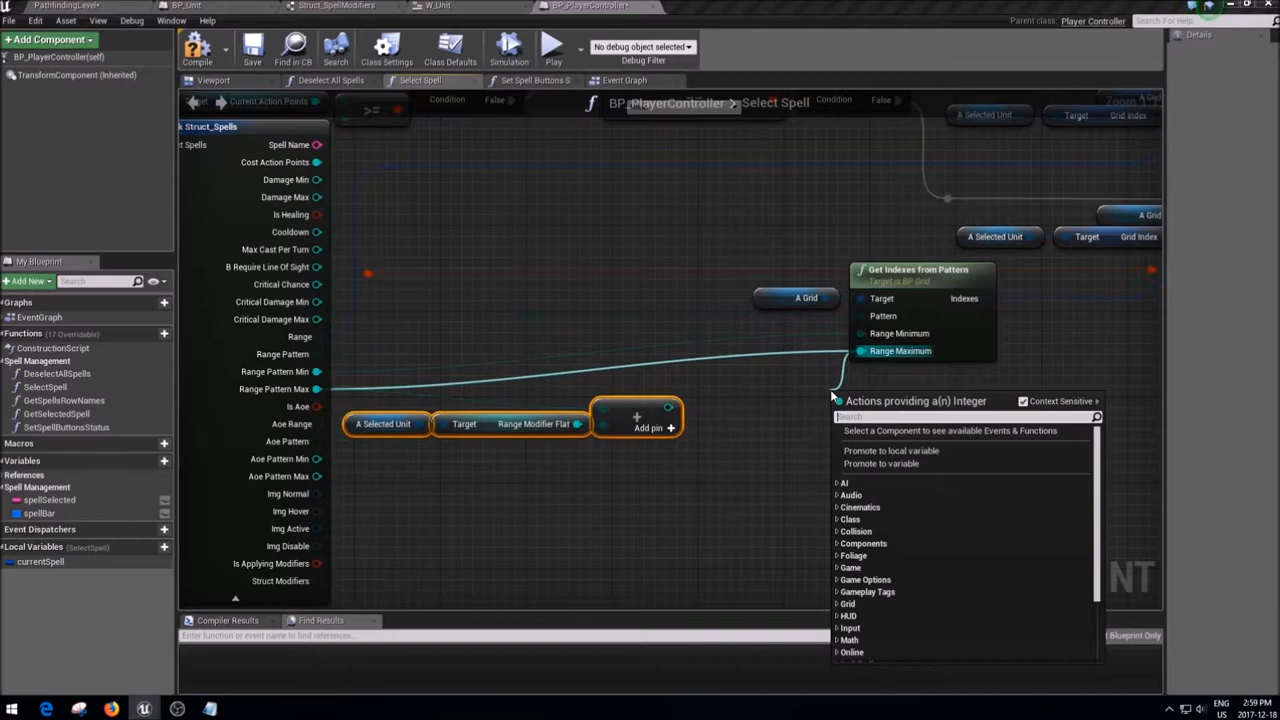 PathfindingLevel•
BP_Unit
Struct_SpellModifiers
W_Unit
BP_PlayerController•
File
Edit
Asset
View
Debug
Window
Help
Parent class:
Player Controller
Search For Help
Add Component
BP_PlayerController(self)
TransformComponent (Inherited)
Compile
Save
Find in CB
Search
Class Settings
Class Defaults
Simulation
Play
No debug object selected
Debug Filter
Details
Viewport
Deselect All Spells
Select Spell
Set Spell Buttons S
Event Graph
BP_PlayerController > Select Spell
Target
Current Action Points
>=
Condition
False
Condition
False
A Selected Unit
Target
Grid Index
k Struct_Spells
ct Spells
Spell Name
Cost Action Points
Damage Min
Damage Max
Is Healing
Cooldown
Max Cast Per Turn
B Require Line Of Sight
Critical Chance
Critical Damage Min
Critical Damage Max
Range
Range Pattern
Range Pattern Min
Range Pattern Max
Is Aoe
Aoe Range
Aoe Pattern
Aoe Pattern Min
Aoe Pattern Max
Img Normal
Img Hover
Img Active
Img Disable
Is Applying Modifiers
Struct Modifiers
A Grid
A Selected Unit
Target
Grid Index
Get Indexes from Pattern
Target is BP Grid
A Grid
Target
Indexes
Pattern
Range Minimum
Range Maximum
A Selected Unit
Target
Range Modifier Flat
+
Add pin +
Actions providing a(n) Integer
Context Sensitive
Search
Select a Component to see available Events & Functions
Promote to local variable
Promote to variable
AI
Audio
Cinematics
Class
Collision
Components
Foliage
Game
Game Options
Gameplay Tags
Grid
HUD
Input
Math
Online
My Blueprint
Add New
Search
Graphs
EventGraph
Functions (17 Overridable)
ConstructionScript
Spell Management
DeselectAllSpells
SelectSpell
GetSpellsRowNames
GetSelectedSpell
SetSpellButtonsStatus
Macros
Variables
References
Spell Management
spellSelected
spellBar
Event Dispatchers
Local Variables (SelectSpell)
currentSpell
Compiler Results
Find Results
Enter function or event name to find references...
t Blueprint Only
NT
ENG
US
2:59 PM
2017-12-18